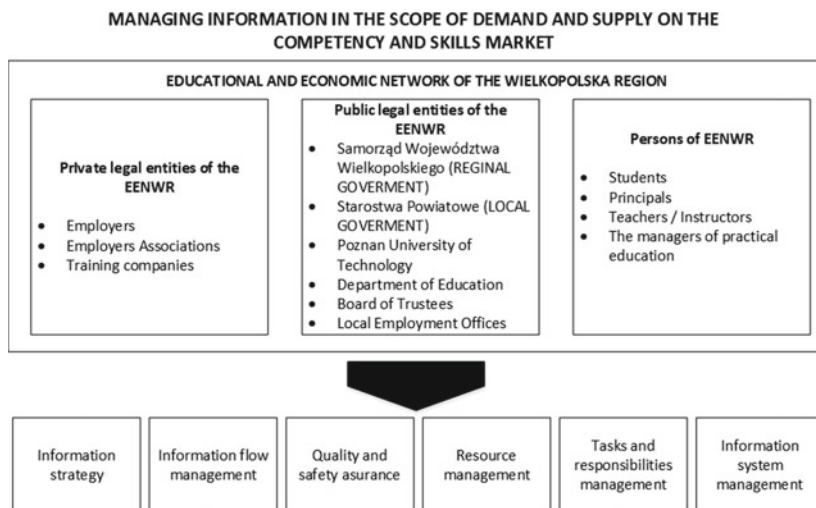 MANAGING INFORMATION IN THE SCOPE OF DEMAND AND SUPPLY ON THE
COMPETENCY AND SKILLS MARKET
EDUCATIONAL AND ECONOMIC NETWORK OF THE WIELKOPOLSKA REGION
Private legal entities of the
EENWR
• Employers
• Employers Associations
• Training companies
Public legal entities of the
EENWR
• Samorząd Województwa
Wielkopolskiego (REGINAL
GOVERMENT)
• Starostwa Powiatowe (LOCAL
GOVERMENT)
• Poznan University of
Technology
• Department of Education
• Board of Trustees
• Local Employment Offices
Persons of EENWR
• Students
• Principals
• Teachers / Instructors
• The managers of practical
education
Information
strategy
Information flow
management
Quality and
safety asurance
Resource
management
Tasks and
responsibilities
management
Information
system
management